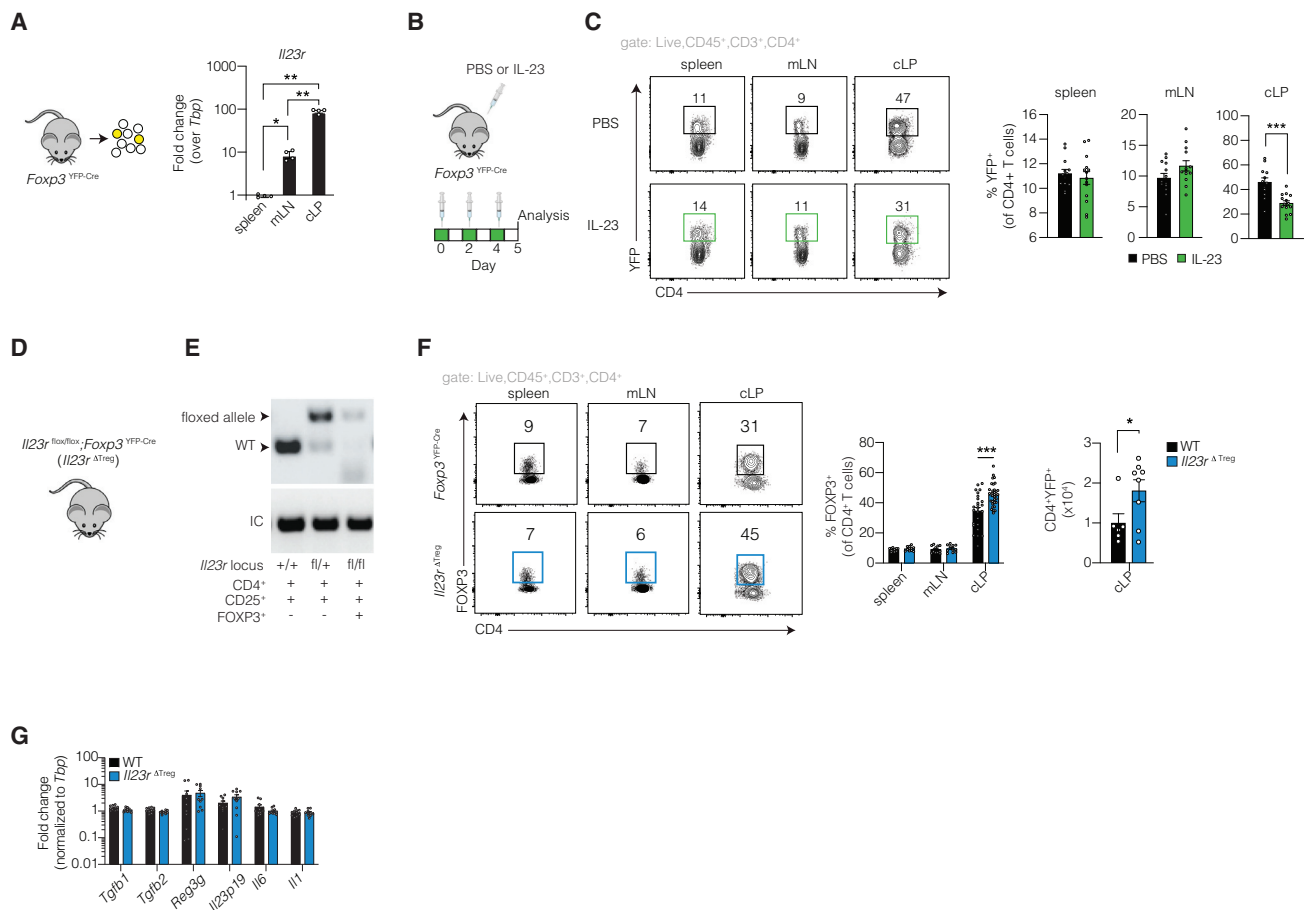 A
Foxp3 YFP-Cre
Il23r
Fold change
(over Tbp)
1000
100
10
1
**
**
*
spleen
mLN
cLP
B
PBS or IL-23
Foxp3 YFP-Cre
Analysis
0 2 4 5
Day
C
gate: Live,CD45+,CD3+,CD4+
spleen mLN cLP
PBS
11 9 47
IL-23
14 11 31
YFP
CD4
spleen mLN cLP
% YFP+
(of CD4+ T cells)
16
14
12
10
8
6
20
15
10
5
0
100
80
60
40
20
0
***
PBS IL-23
D
Il23r flox/flox;Foxp3 YFP-Cre
(Il23r ΔTreg)
E
floxed allele
WT
IC
Il23r locus +/+ fl/+ fl/fl
CD4+ + + +
CD25+ + + +
FOXP3+ - - +
F
gate: Live,CD45+,CD3+,CD4+
spleen mLN cLP
Foxp3 YFP-Cre
9 7 31
Il23r ΔTreg
7 6 45
FOXP3
CD4
% FOXP3+
(of CD4+ T cells)
80
60
40
20
0
***
spleen
mLN
cLP
CD4+YFP+
(x10⁴)
3
2
1
0
*
cLP
WT
Il23r Δ Treg
G
Fold change
(normalized to Tbp)
100
10
1
0.1
0.01
WT
Il23r ΔTreg
Tgfb1
Tgfb2
Reg3g
Il23p19
Il6
Il1